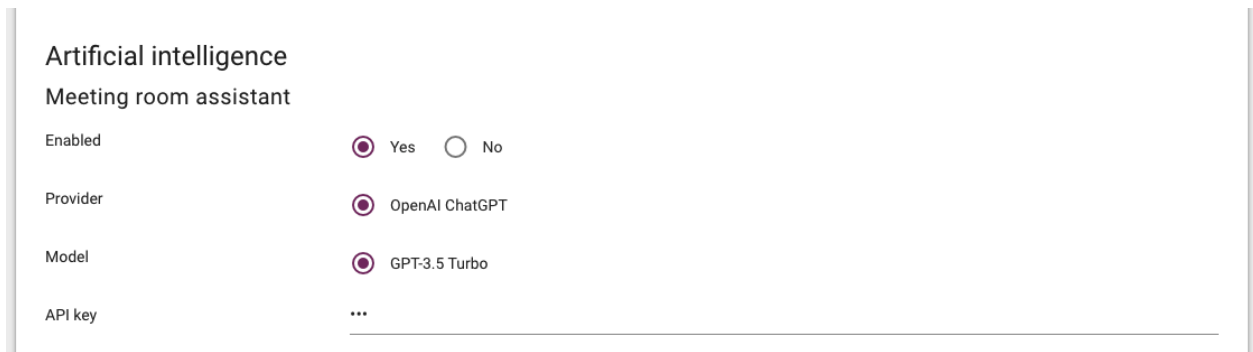 Artificial intelligence
Meeting room assistant
Enabled Yes No
Provider OpenAI ChatGPT
Model GPT-3.5 Turbo
API key •••